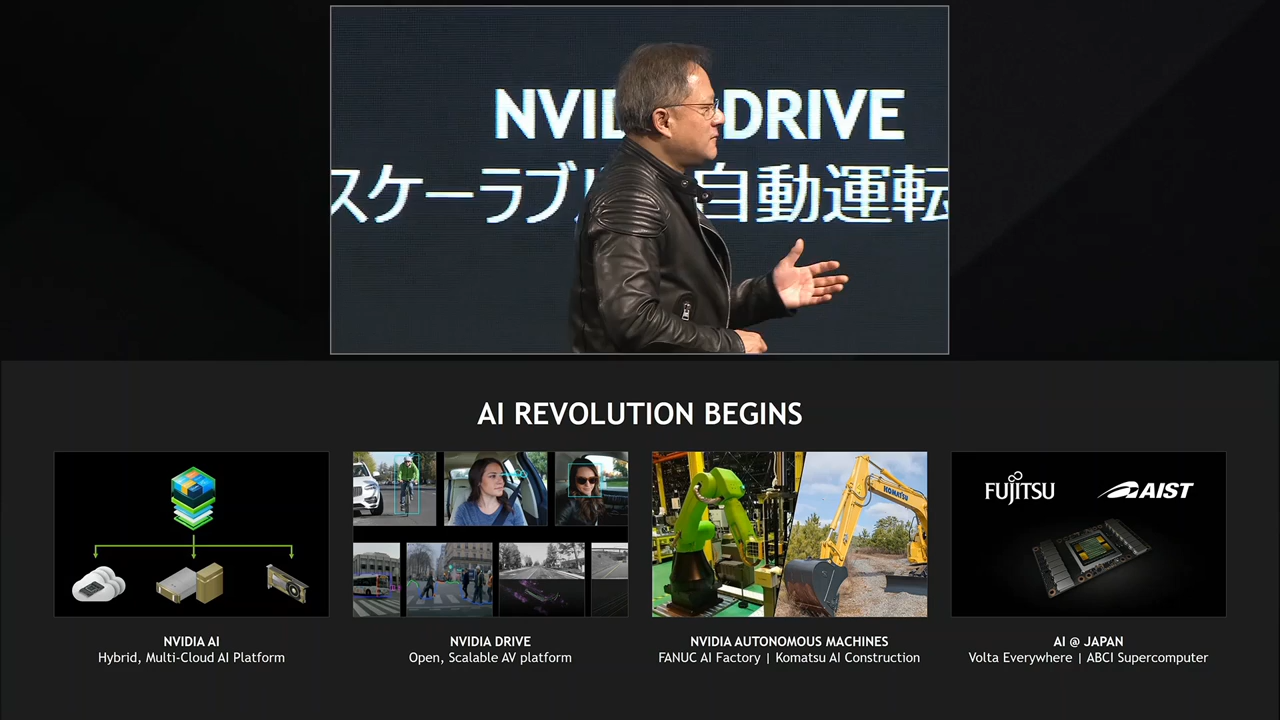 NVID DRIVE
スケーラブル 自動運転
AI REVOLUTION BEGINS
KOMATSU
FUJITSU
AIST
NVIDIA AI
Hybrid, Multi-Cloud AI Platform
NVIDIA DRIVE
Open, Scalable AV platform
NVIDIA AUTONOMOUS MACHINES
FANUC AI Factory | Komatsu AI Construction
AI @ JAPAN
Volta Everywhere | ABCI Supercomputer